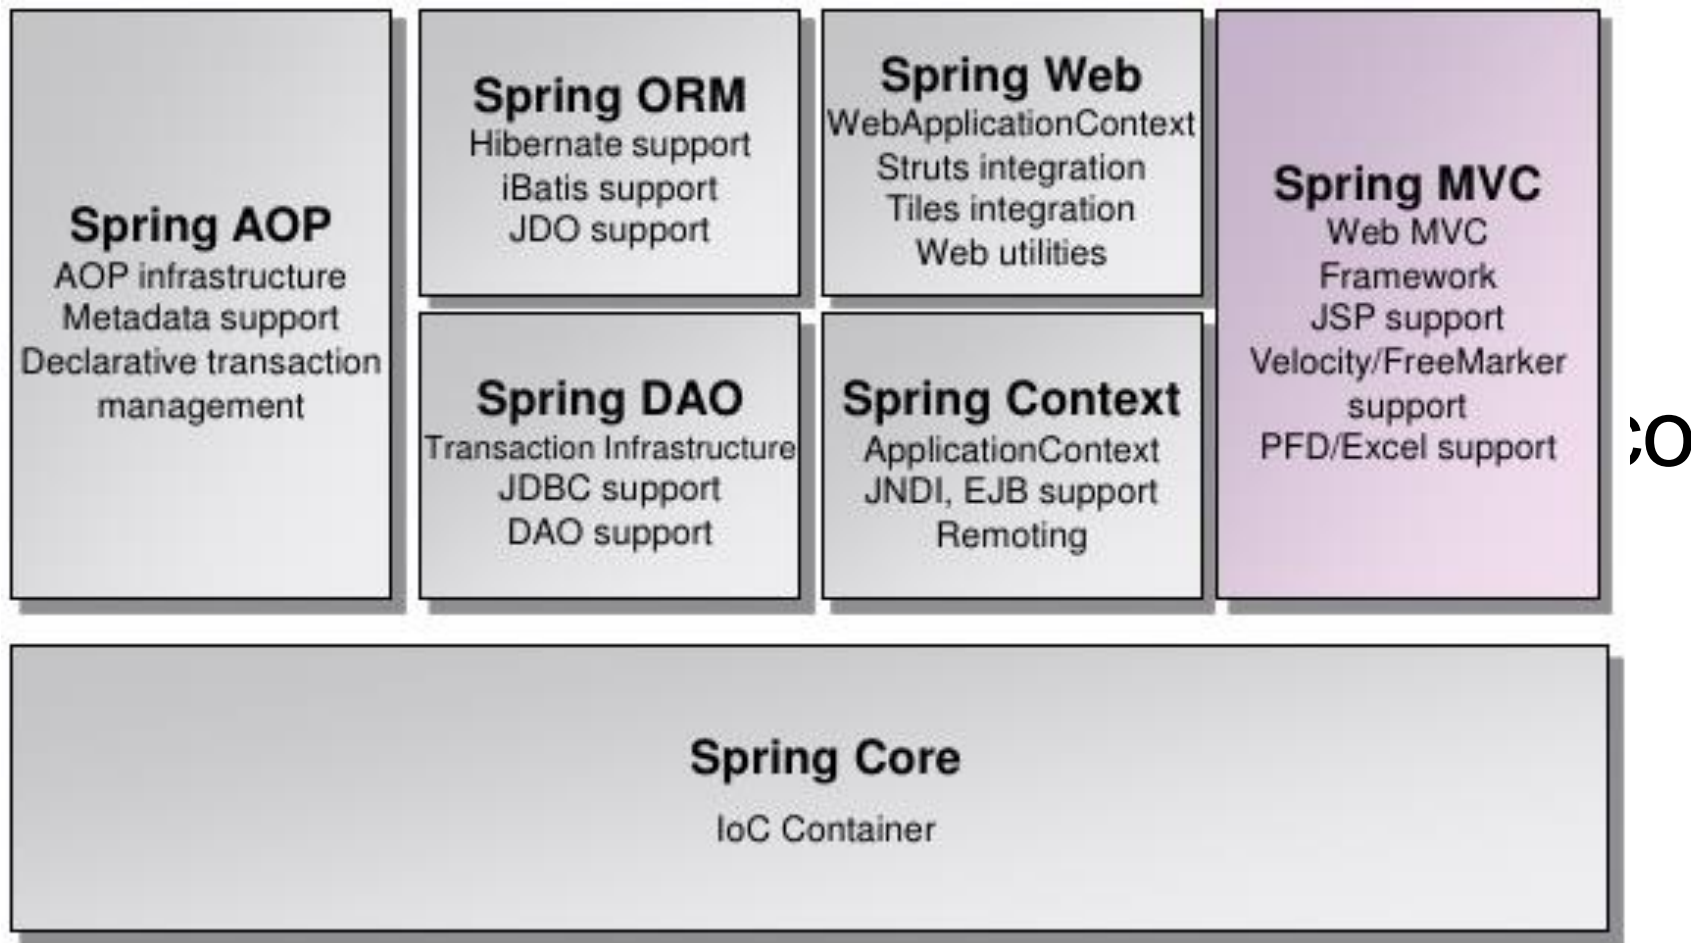 Spring AOP
AOP infrastructure
Metadata support
Declarative transaction
management
Spring ORM
Hibernate support
iBatis support
JDO support
Spring DAO
Transaction Infrastructure
JDBC support
DAO support
Spring Web
WebApplicationContext
Struts integration
Tiles integration
Web utilities
Spring Context
ApplicationContext
JNDI, EJB support
Remoting
Spring MVC
Web MVC
Framework
JSP support
Velocity/FreeMarker
support
PFD/Excel support
Spring Core
IoC Container